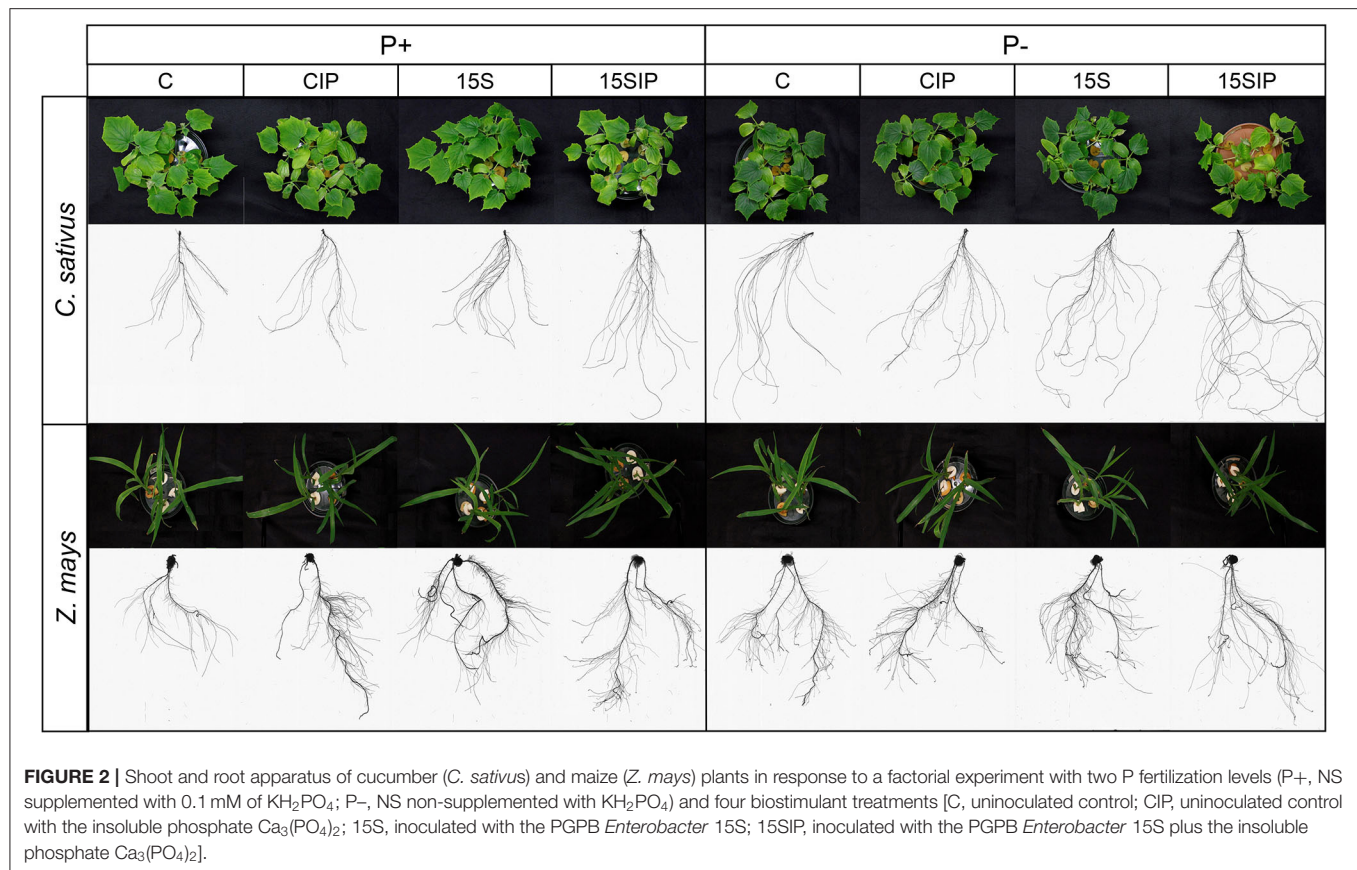 P+ P-
C CIP 15S 15SIP C CIP 15S 15SIP
C. sativus
Z. mays
FIGURE 2 | Shoot and root apparatus of cucumber (C. sativus) and maize (Z. mays) plants in response to a factorial experiment with two P fertilization levels (P+, NS
supplemented with 0.1 mM of KH₂PO₄; P–, NS non-supplemented with KH₂PO₄) and four biostimulant treatments [C, uninoculated control; CIP, uninoculated control
with the insoluble phosphate Ca₃(PO₄)₂; 15S, inoculated with the PGPB Enterobacter 15S; 15SIP, inoculated with the PGPB Enterobacter 15S plus the insoluble
phosphate Ca₃(PO₄)₂].